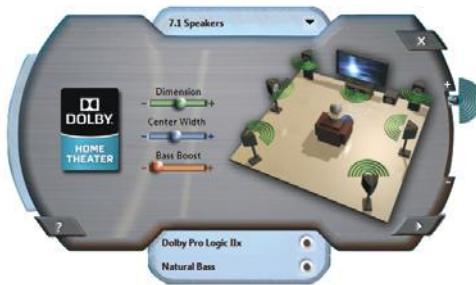 7.1 Speakers
X
Dimension
- +
Center Width
- +
Bass Boost
- +
DOLBY
HOME
THEATER
+
-
?
Dolby Pro Logic IIx
Natural Bass